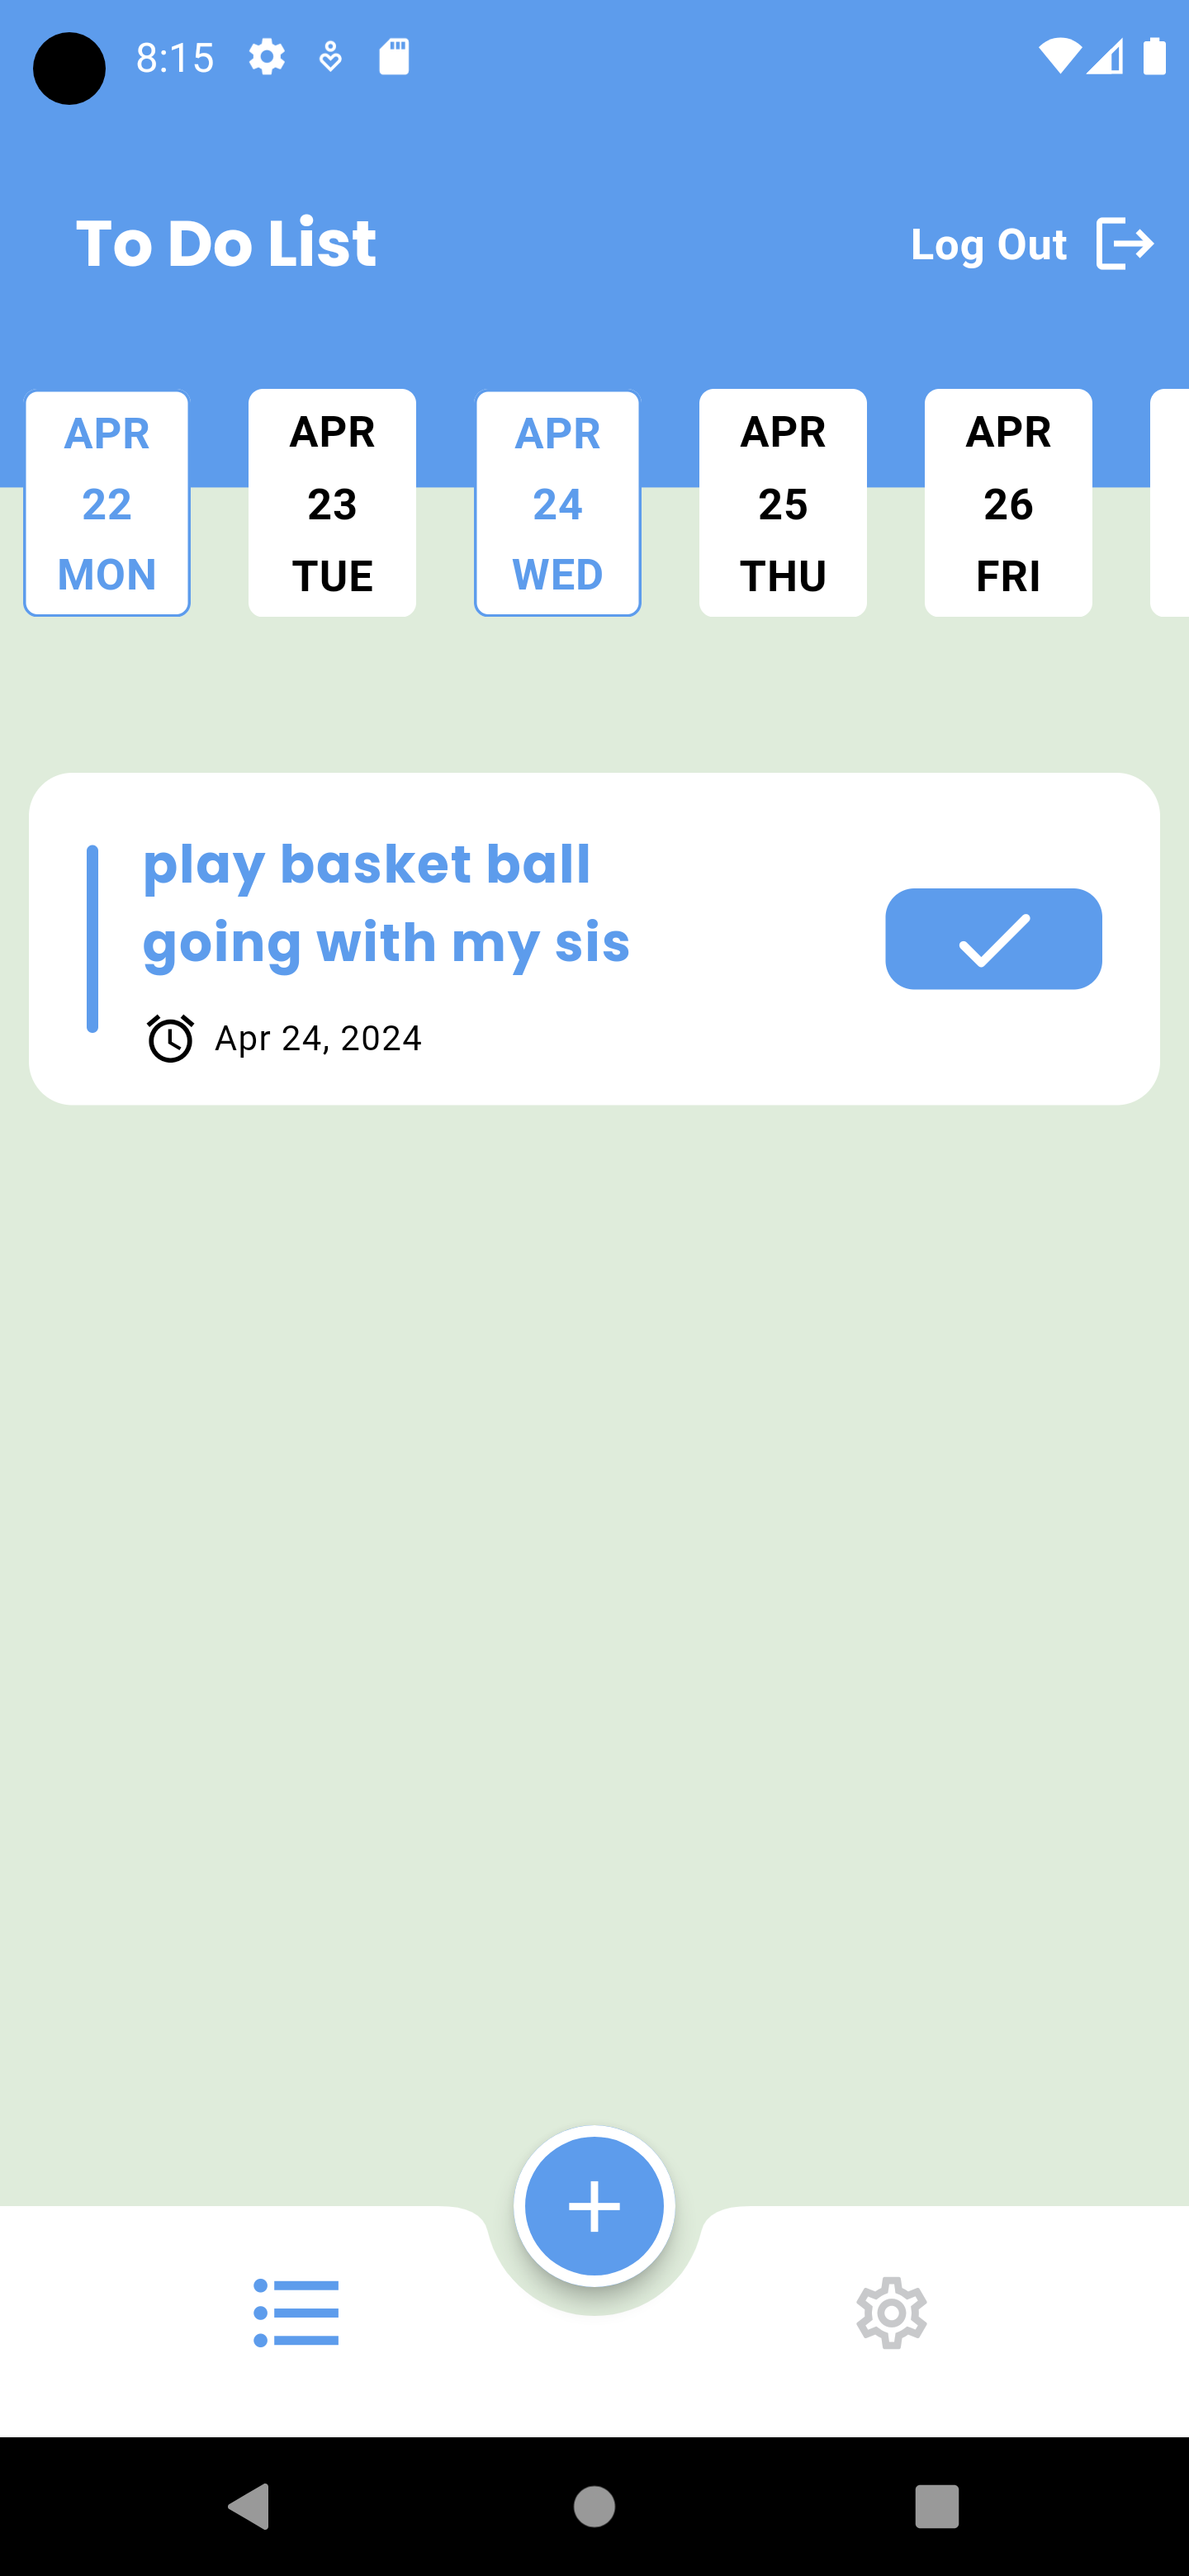 8:15
To Do List
Log Out
APR
22
MON
APR
23
TUE
APR
24
WED
APR
25
THU
APR
26
FRI
play basket ball
going with my sis
Apr 24, 2024